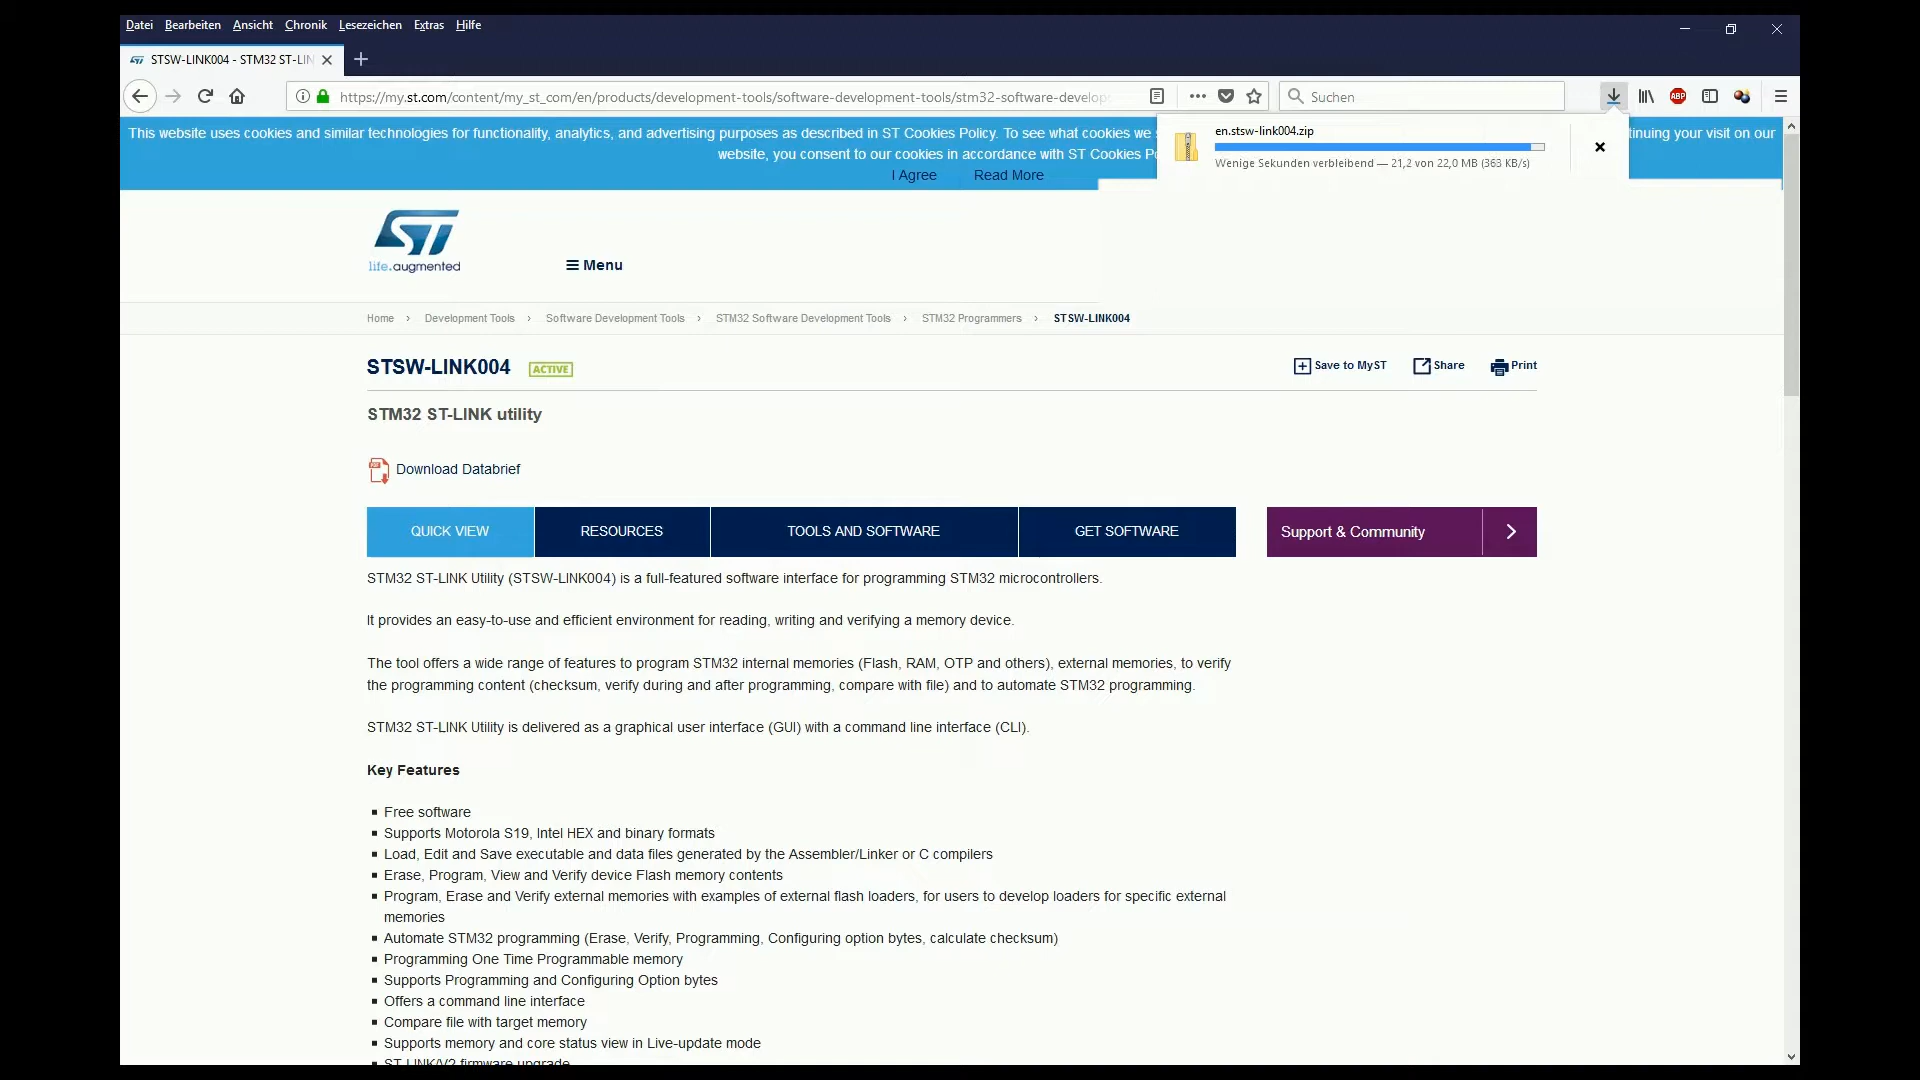 Datei Bearbeiten Ansicht Chronik Lesezeichen Extras Hilfe
STSW-LINK004 - STM32 ST-LIN
https://my.st.com/content/my_st_com/en/products/development-tools/software-development-tools/stm32-software-develop
Suchen
ABP
en.stsw-link004.zip
Wenige Sekunden verbleibend — 21,2 von 22,0 MB (363 KB/s)
This website uses cookies and similar technologies for functionality, analytics, and advertising purposes as described in ST Cookies Policy. To see what cookies we s tinuing your visit on our
website, you consent to our cookies in accordance with ST Cookies Po
I Agree Read More
ST
life.augmented
Menu
Home › Development Tools › Software Development Tools › STM32 Software Development Tools › STM32 Programmers › STSW-LINK004
STSW-LINK004 ACTIVE
Save to MyST Share Print
STM32 ST-LINK utility
Download Databrief
QUICK VIEW RESOURCES TOOLS AND SOFTWARE GET SOFTWARE
Support & Community
STM32 ST-LINK Utility (STSW-LINK004) is a full-featured software interface for programming STM32 microcontrollers.
It provides an easy-to-use and efficient environment for reading, writing and verifying a memory device.
The tool offers a wide range of features to program STM32 internal memories (Flash, RAM, OTP and others), external memories, to verify
the programming content (checksum, verify during and after programming, compare with file) and to automate STM32 programming.
STM32 ST-LINK Utility is delivered as a graphical user interface (GUI) with a command line interface (CLI).
Key Features
▪ Free software
▪ Supports Motorola S19, Intel HEX and binary formats
▪ Load, Edit and Save executable and data files generated by the Assembler/Linker or C compilers
▪ Erase, Program, View and Verify device Flash memory contents
▪ Program, Erase and Verify external memories with examples of external flash loaders, for users to develop loaders for specific external
memories
▪ Automate STM32 programming (Erase, Verify, Programming, Configuring option bytes, calculate checksum)
▪ Programming One Time Programmable memory
▪ Supports Programming and Configuring Option bytes
▪ Offers a command line interface
▪ Compare file with target memory
▪ Supports memory and core status view in Live-update mode
▪ ST-LINK/V2 firmware upgrade